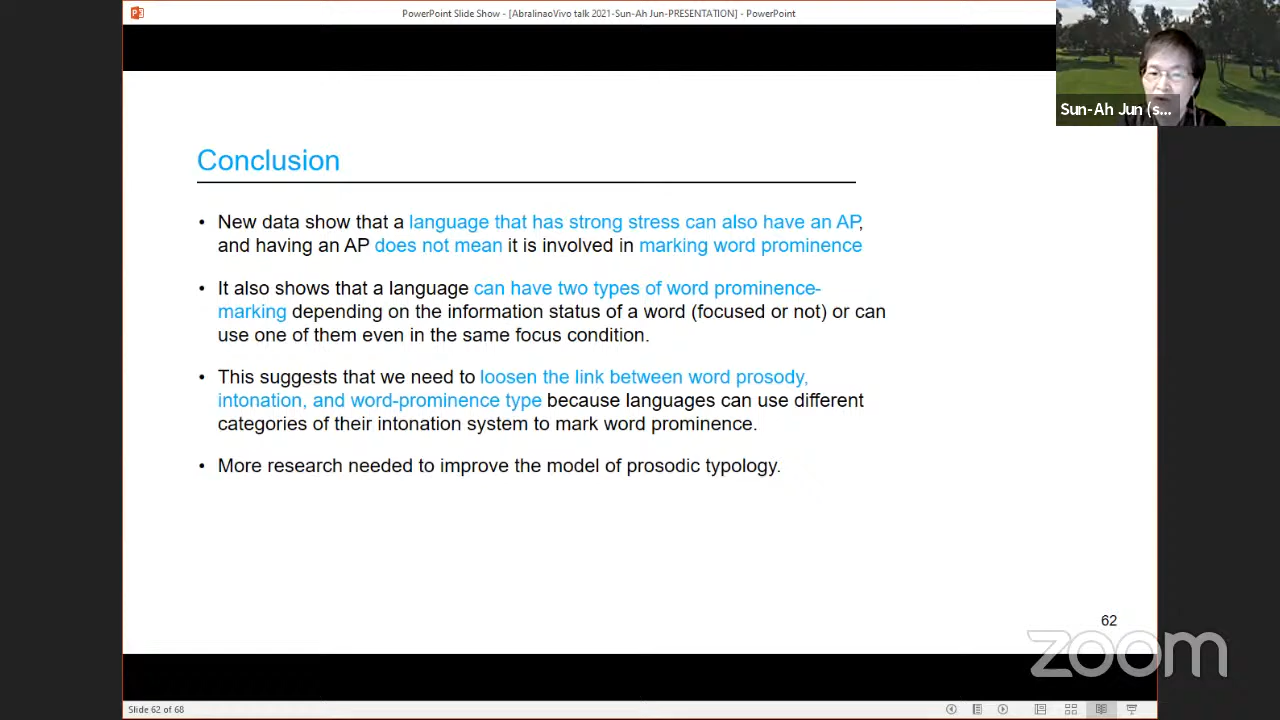 PowerPoint Slide Show - [AbralinaoVivo talk 2021-Sun-Ah Jun-PRESENTATION] - PowerPoint
Sun-Ah Jun (s...
Conclusion
• New data show that a language that has strong stress can also have an AP,
and having an AP does not mean it is involved in marking word prominence
• It also shows that a language can have two types of word prominence-
marking depending on the information status of a word (focused or not) or can
use one of them even in the same focus condition.
• This suggests that we need to loosen the link between word prosody,
intonation, and word-prominence type because languages can use different
categories of their intonation system to mark word prominence.
• More research needed to improve the model of prosodic typology.
62
zoom
Slide 62 of 68